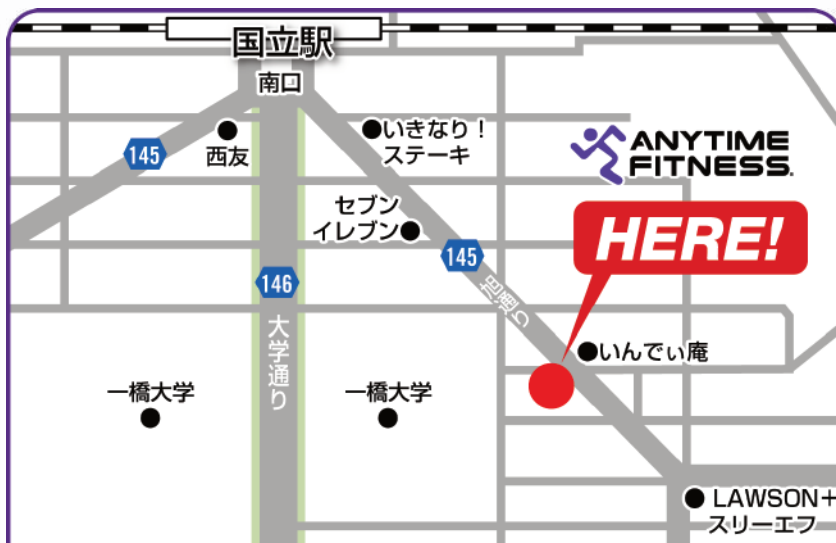 国立駅
南口
いきなり!
ステーキ
ANYTIME
FITNESS.
145
西友
セブン
イレブン
HERE!
145
146
旭通り
大学通り
いんでぃ庵
一橋大学
一橋大学
LAWSON+
スリーエフ